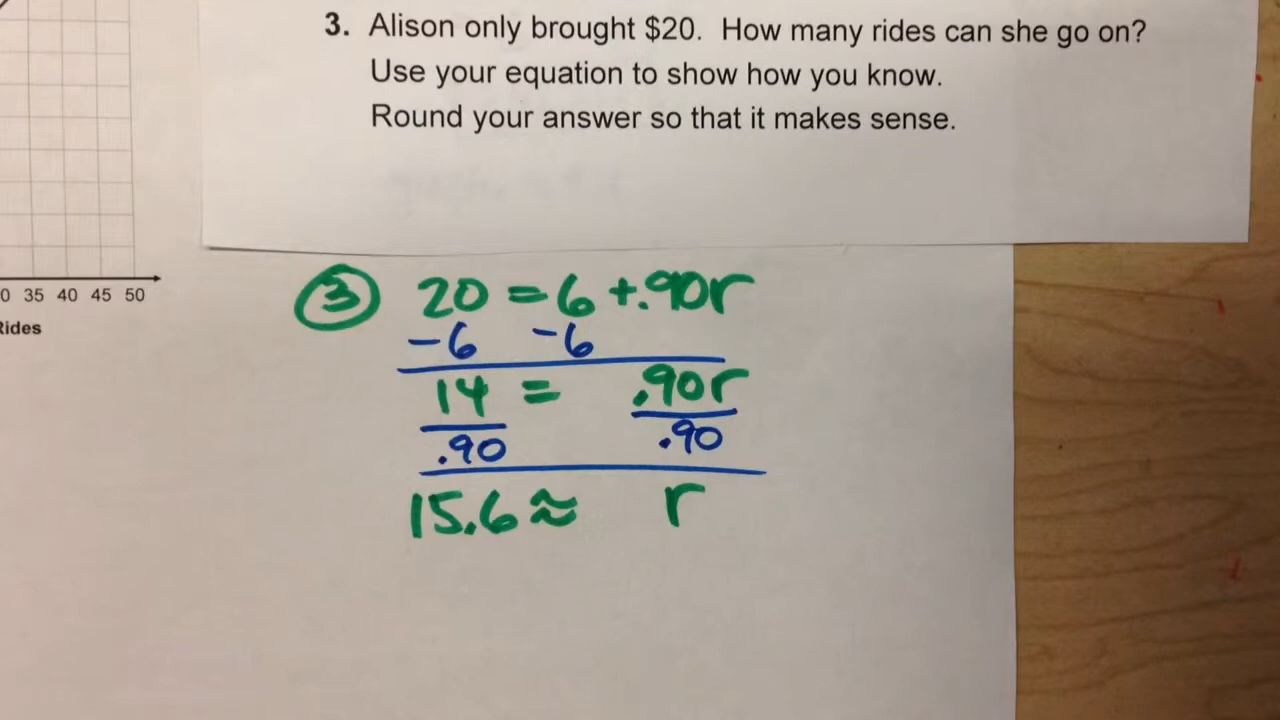 3. Alison only brought $20. How many rides can she go on?
Use your equation to show how you know.
Round your answer so that it makes sense.
0 35 40 45 50
Rides
3 20 = 6 + .90r
-6 -6
14 = .90r
.90 .90
15.6 ≈ r